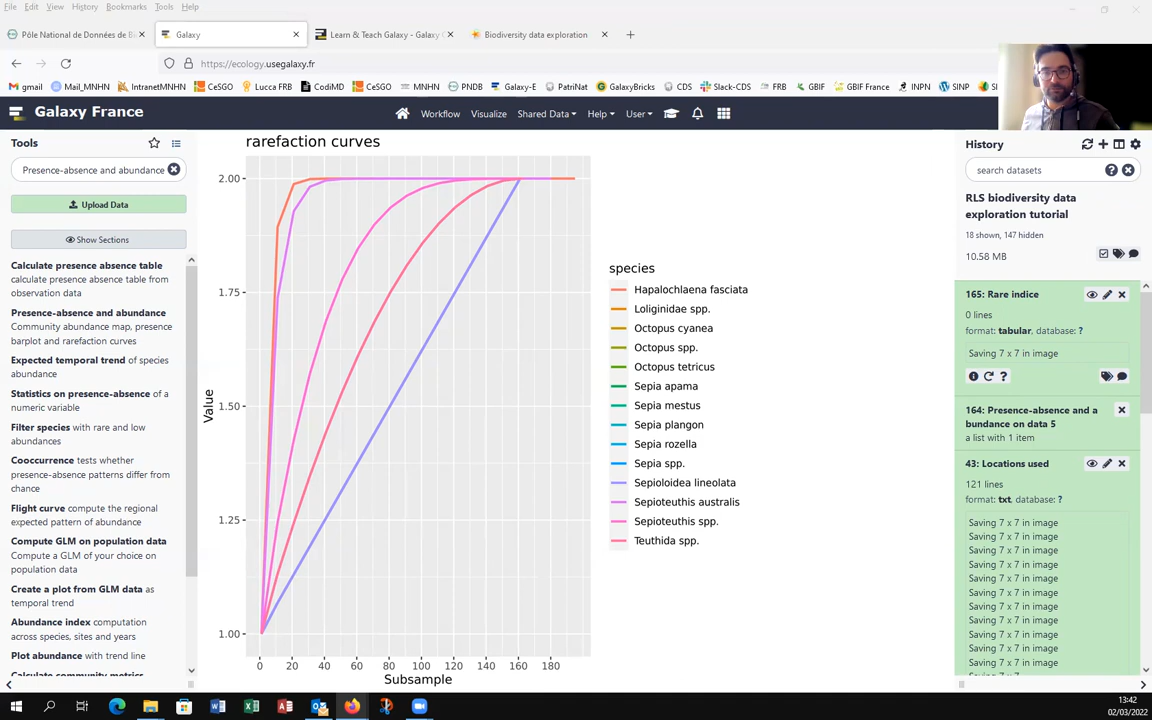 File Edit View History Bookmarks Tools Help
Pôle National de Données de B
Galaxy
Learn & Teach Galaxy - Galaxy C
Biodiversity data exploration
https://ecology.usegalaxy.fr
gmail Mail_MNHN IntranetMNHN CeSGO Lucca FRB CodiMD CeSGO MNHN PNDB Galaxy-E PatriNat GalaxyBricks CDS Slack-CDS FRB GBIF GBIF France INPN SINP
Galaxy France
Workflow Visualize Shared Data Help User
Tools
Presence-absence and abundance
Upload Data
Show Sections
Calculate presence absence table
calculate presence absence table from
observation data
Presence-absence and abundance
Community abundance map, presence
barplot and rarefaction curves
Expected temporal trend of species
abundance
Statistics on presence-absence of a
numeric variable
Filter species with rare and low
abundances
Cooccurrence tests whether
presence-absence patterns differ from
chance
Flight curve compute the regional
expected pattern of abundance
Compute GLM on population data
Compute a GLM of your choice on
population data
Create a plot from GLM data as
temporal trend
Abundance index computation
across species, sites and years
Plot abundance with trend line
Calculate community metrics
rarefaction curves
2.00
1.75
1.50
1.25
1.00
Value
0 20 40 60 80 100 120 140 160 180
Subsample
species
Hapalochlaena fasciata
Loliginidae spp.
Octopus cyanea
Octopus spp.
Octopus tetricus
Sepia apama
Sepia mestus
Sepia plangon
Sepia rozella
Sepia spp.
Sepioloidea lineolata
Sepioteuthis australis
Sepioteuthis spp.
Teuthida spp.
History
search datasets
RLS biodiversity data
exploration tutorial
18 shown, 147 hidden
10.58 MB
165: Rare indice
0 lines
format: tabular, database: ?
Saving 7 x 7 in image
164: Presence-absence and a
bundance on data 5
a list with 1 item
43: Locations used
121 lines
format: txt, database: ?
Saving 7 x 7 in image
Saving 7 x 7 in image
Saving 7 x 7 in image
Saving 7 x 7 in image
Saving 7 x 7 in image
Saving 7 x 7 in image
Saving 7 x 7 in image
Saving 7 x 7 in image
Saving 7 x 7 in image
Saving 7 x 7 in image
Saving 7 x 7 in image
13:42
02/03/2022